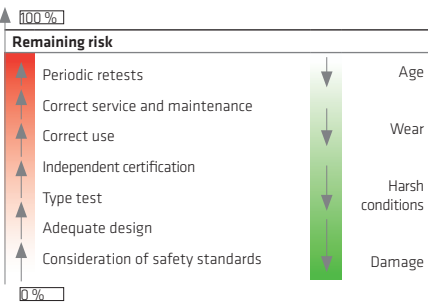 100 %
Remaining risk
Periodic retests
Correct service and maintenance
Correct use
Independent certification
Type test
Adequate design
Consideration of safety standards
0 %
Age
Wear
Harsh
conditions
Damage